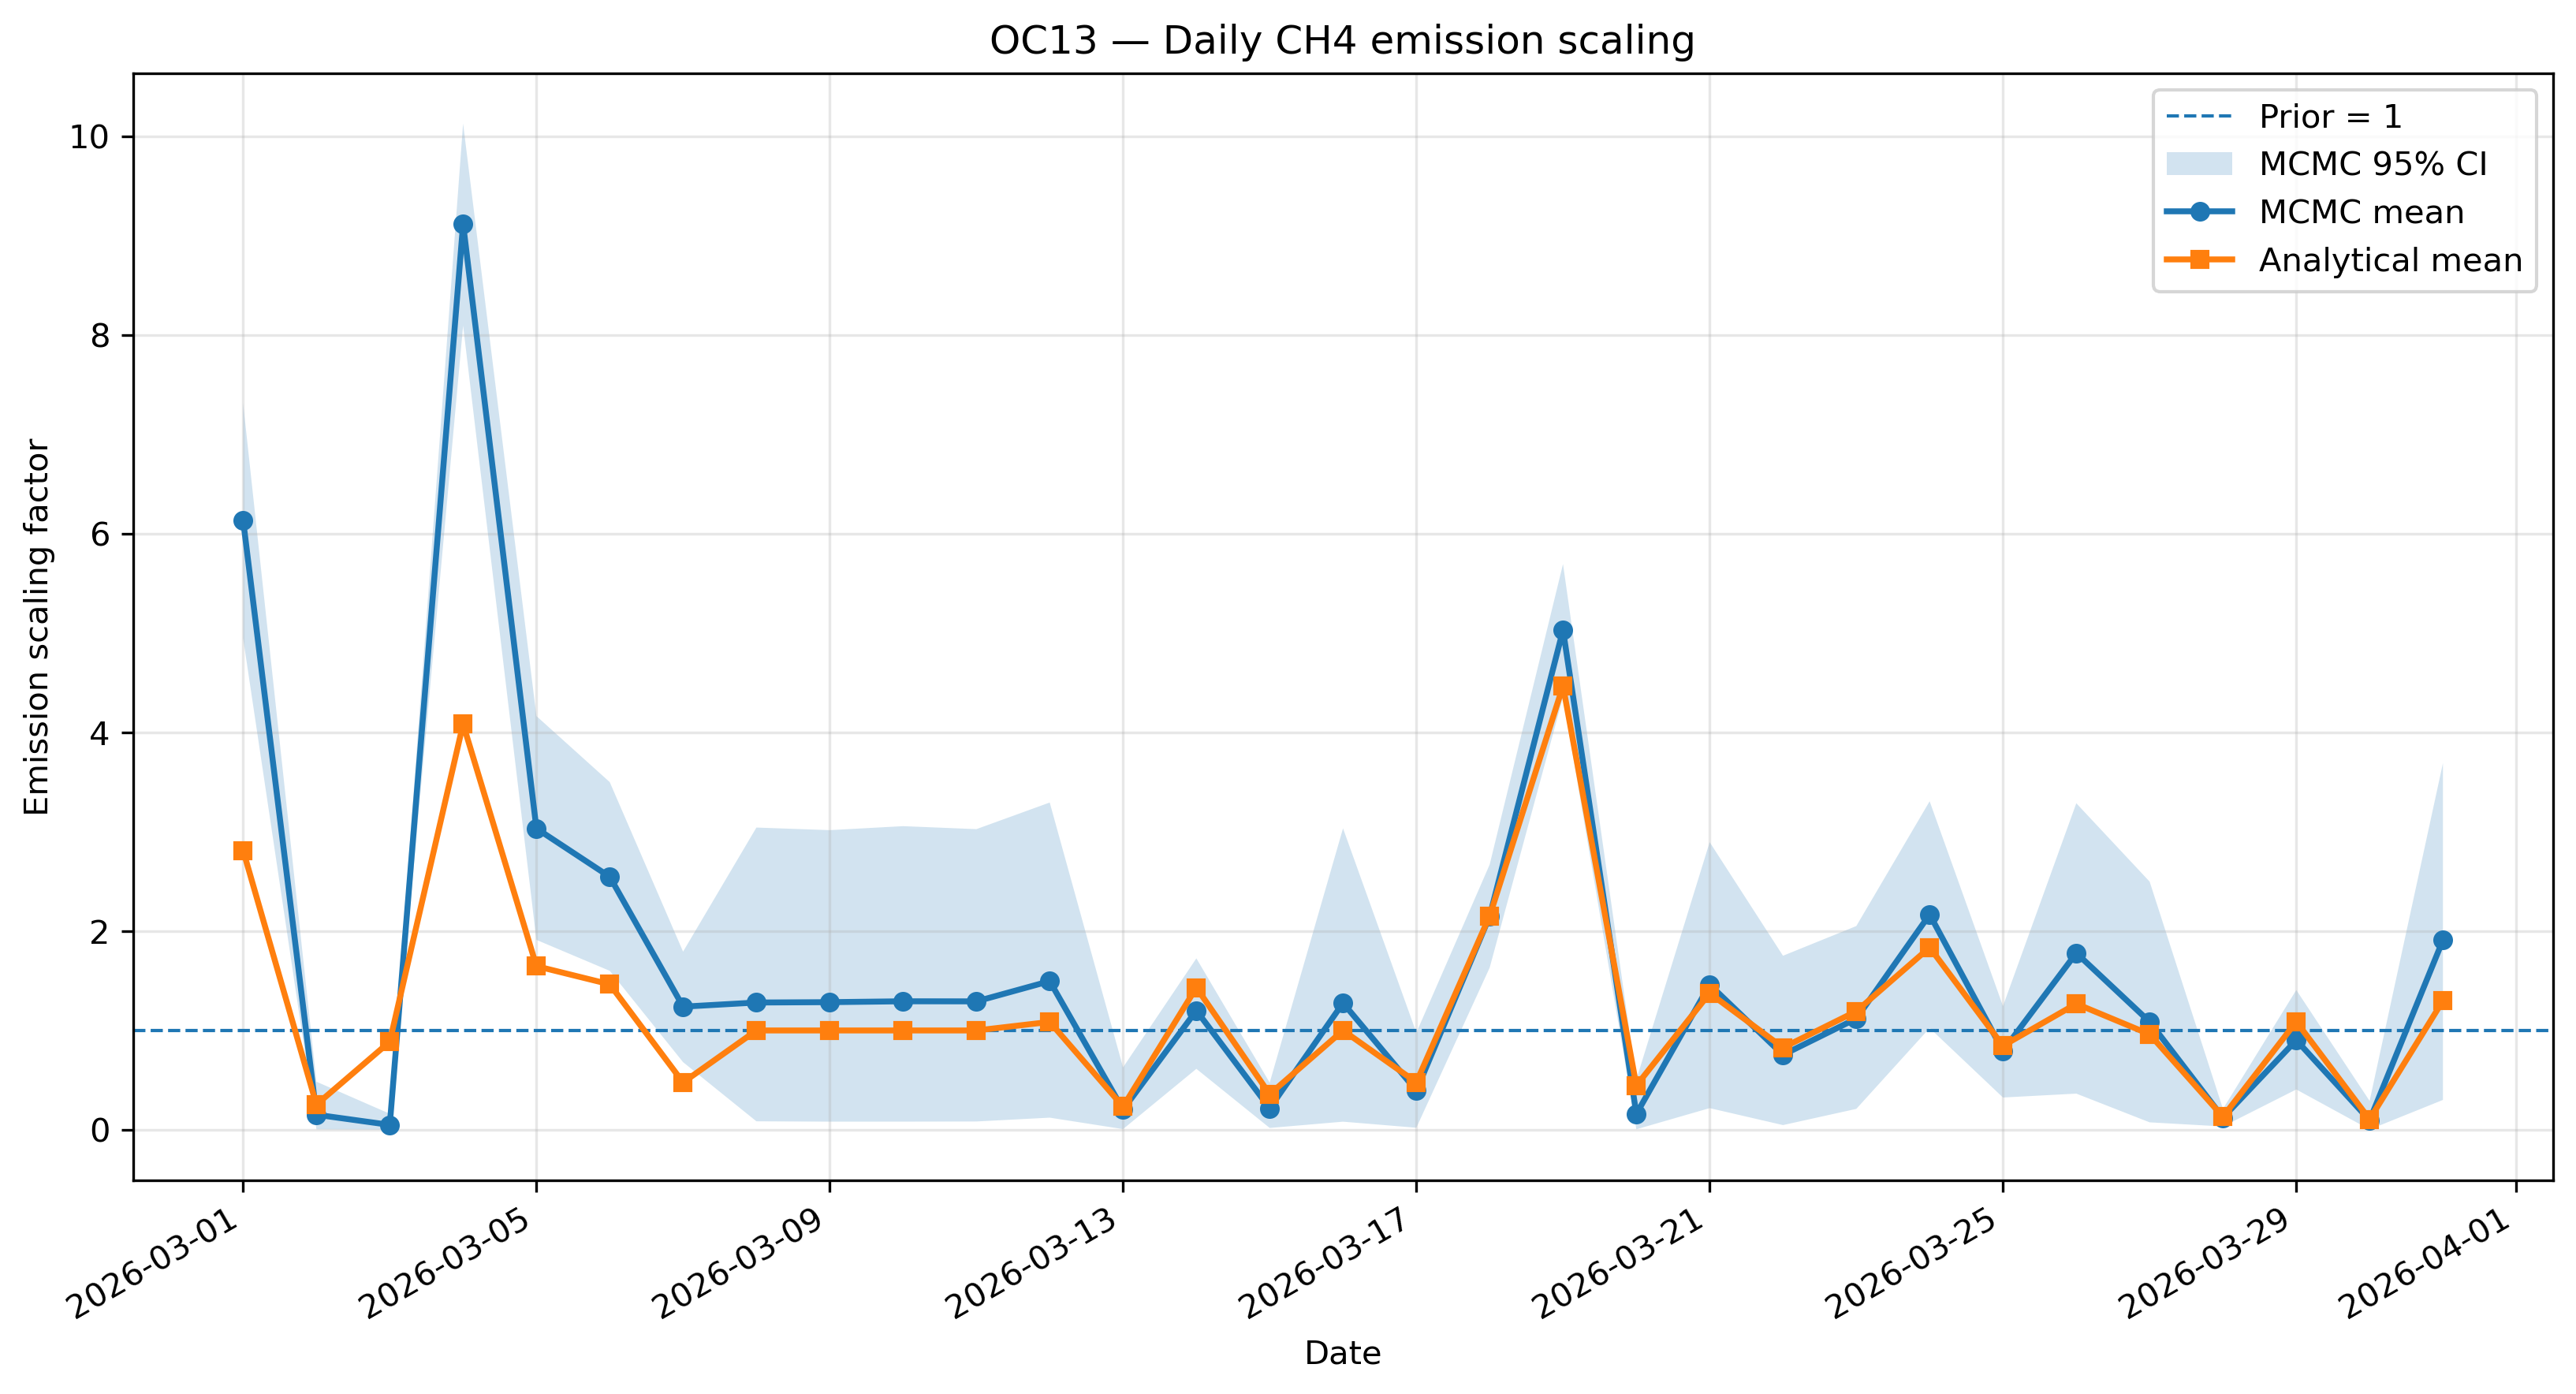 OC13 — Daily CH4 emission scaling
Prior = 1
MCMC 95% CI
MCMC mean
Analytical mean
Emission scaling factor
10
8
6
4
2
0
2026-03-01
2026-03-05
2026-03-09
2026-03-13
2026-03-17
2026-03-21
2026-03-25
2026-03-29
2026-04-01
Date